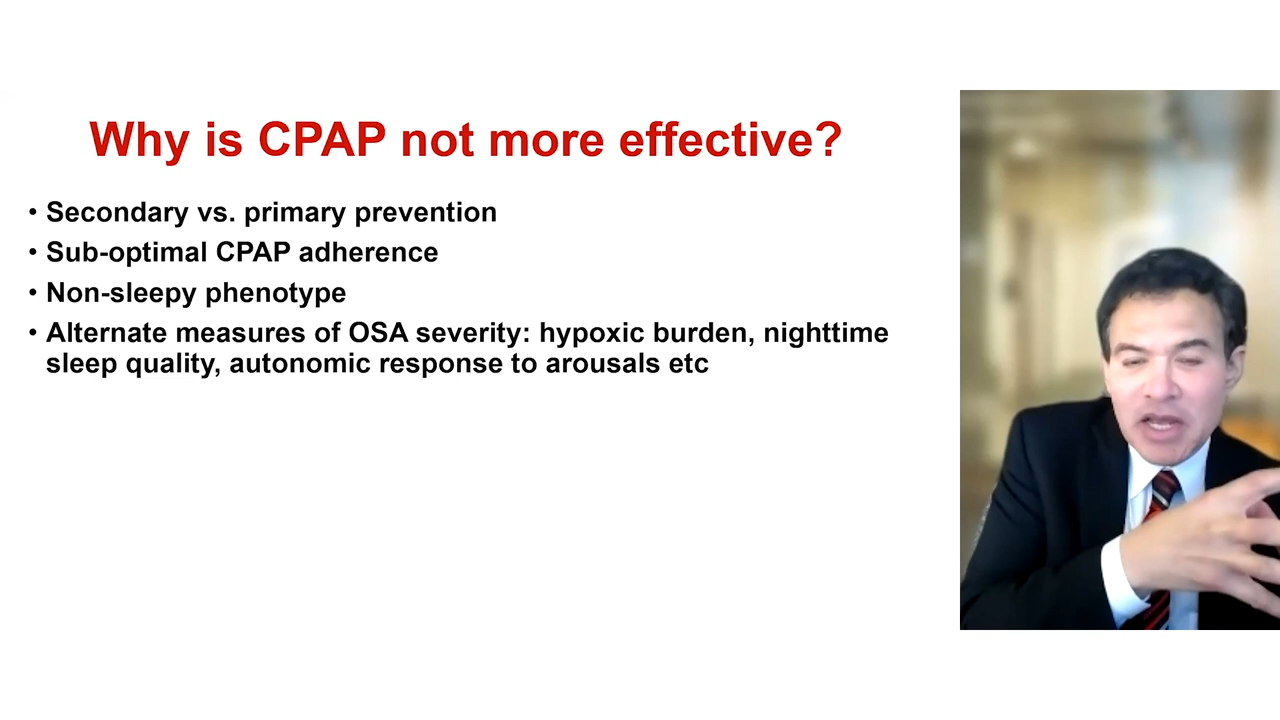 Why is CPAP not more effective?
• Secondary vs. primary prevention
• Sub-optimal CPAP adherence
• Non-sleepy phenotype
• Alternate measures of OSA severity: hypoxic burden, nighttime
sleep quality, autonomic response to arousals etc